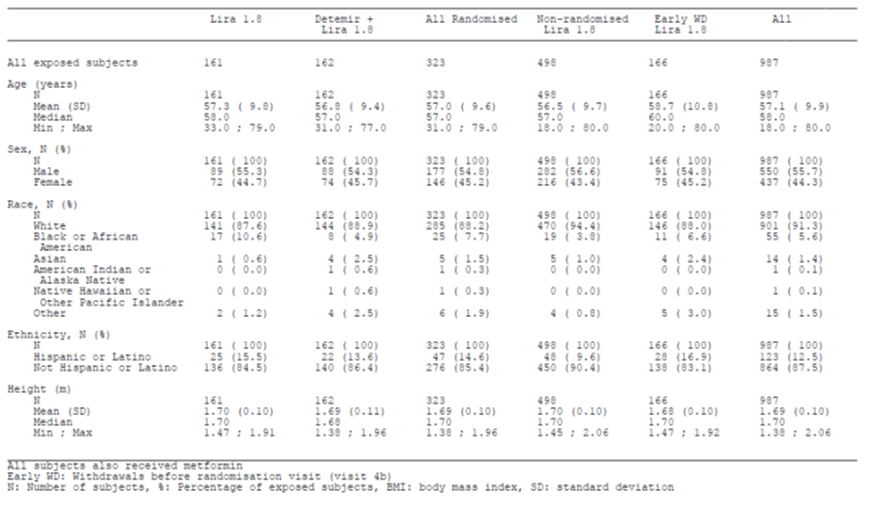 Lira 1.8 Detemir + All Randomised Non-randomised Early WD All
Lira 1.8 Lira 1.8 Lira 1.8
All exposed subjects 161 162 323 498 166 987
Age (years)
N 161 162 323 498 166 987
Mean (SD) 57.3 ( 9.8) 56.8 ( 9.4) 57.0 ( 9.6) 56.5 ( 9.7) 58.7 (10.8) 57.1 ( 9.9)
Median 58.0 57.0 57.0 57.0 60.0 58.0
Min ; Max 33.0 ; 79.0 31.0 ; 77.0 31.0 ; 79.0 18.0 ; 80.0 20.0 ; 80.0 18.0 ; 80.0
Sex, N (%)
N 161 ( 100) 162 ( 100) 323 ( 100) 498 ( 100) 166 ( 100) 987 ( 100)
Male 89 (55.3) 88 (54.3) 177 (54.8) 282 (56.6) 91 (54.8) 550 (55.7)
Female 72 (44.7) 74 (45.7) 146 (45.2) 216 (43.4) 75 (45.2) 437 (44.3)
Race, N (%)
N 161 ( 100) 162 ( 100) 323 ( 100) 498 ( 100) 166 ( 100) 987 ( 100)
White 141 (87.6) 144 (88.9) 285 (88.2) 470 (94.4) 146 (88.0) 901 (91.3)
Black or African 17 (10.6) 8 ( 4.9) 25 ( 7.7) 19 ( 3.8) 11 ( 6.6) 55 ( 5.6)
American
Asian 1 ( 0.6) 4 ( 2.5) 5 ( 1.5) 5 ( 1.0) 4 ( 2.4) 14 ( 1.4)
American Indian or 0 ( 0.0) 1 ( 0.6) 1 ( 0.3) 0 ( 0.0) 0 ( 0.0) 1 ( 0.1)
Alaska Native
Native Hawaiian or 0 ( 0.0) 1 ( 0.6) 1 ( 0.3) 0 ( 0.0) 0 ( 0.0) 1 ( 0.1)
Other Pacific Islander
Other 2 ( 1.2) 4 ( 2.5) 6 ( 1.9) 4 ( 0.8) 5 ( 3.0) 15 ( 1.5)
Ethnicity, N (%)
N 161 ( 100) 162 ( 100) 323 ( 100) 498 ( 100) 166 ( 100) 987 ( 100)
Hispanic or Latino 25 (15.5) 22 (13.6) 47 (14.6) 48 ( 9.6) 28 (16.9) 123 (12.5)
Not Hispanic or Latino 136 (84.5) 140 (86.4) 276 (85.4) 450 (90.4) 138 (83.1) 864 (87.5)
Height (m)
N 161 162 323 498 166 987
Mean (SD) 1.70 (0.10) 1.69 (0.11) 1.69 (0.10) 1.70 (0.10) 1.68 (0.10) 1.69 (0.10)
Median 1.70 1.68 1.70 1.70 1.70 1.70
Min ; Max 1.47 ; 1.91 1.38 ; 1.96 1.38 ; 1.96 1.45 ; 2.06 1.47 ; 1.92 1.38 ; 2.06
All subjects also received metformin
Early WD: Withdrawals before randomisation visit (visit 4b)
N: Number of subjects, %: Percentage of exposed subjects, BMI: body mass index, SD: standard deviation